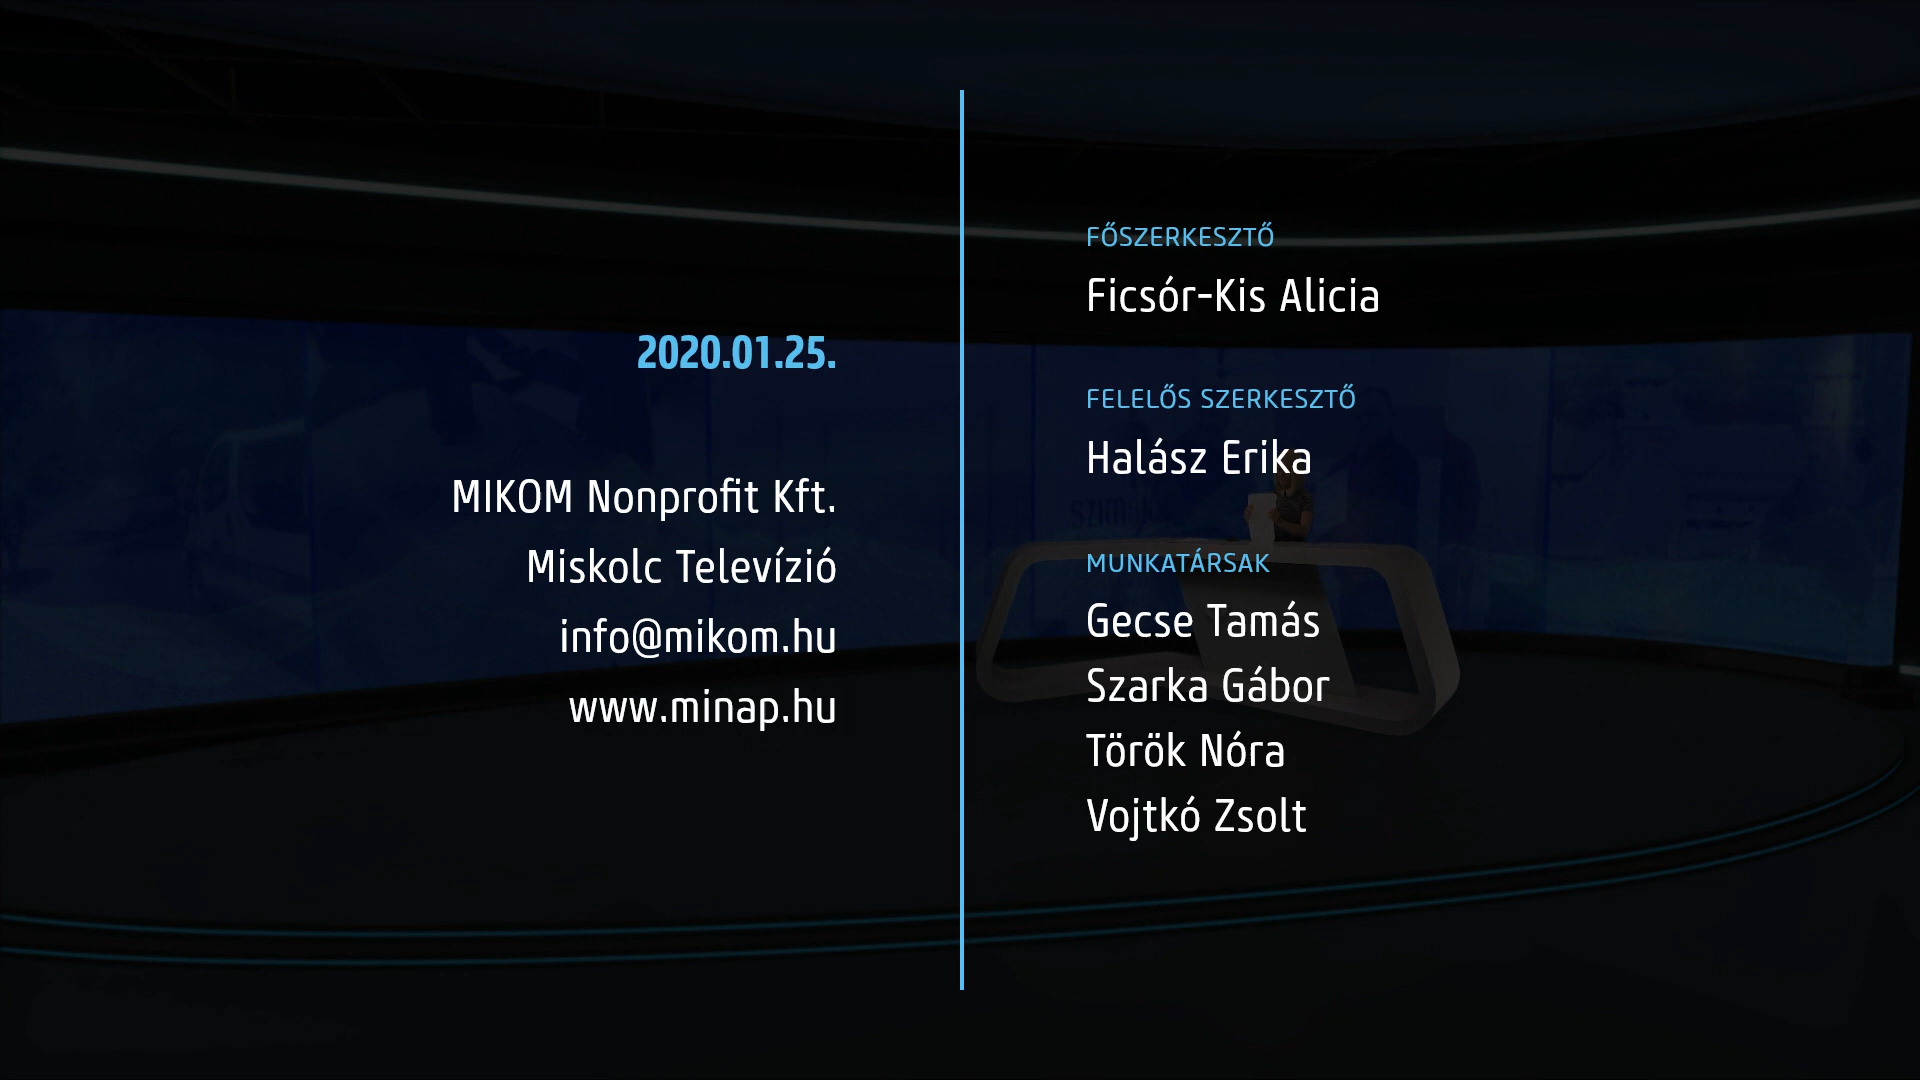 2020.01.25.
MIKOM Nonprofit Kft.
Miskolc Televízió
info@mikom.hu
www.minap.hu
FŐSZERKESZTŐ
Ficsór-Kis Alicia
FELELŐS SZERKESZTŐ
Halász Erika
MUNKATÁRSAK
Gecse Tamás
Szarka Gábor
Török Nóra
Vojtkó Zsolt